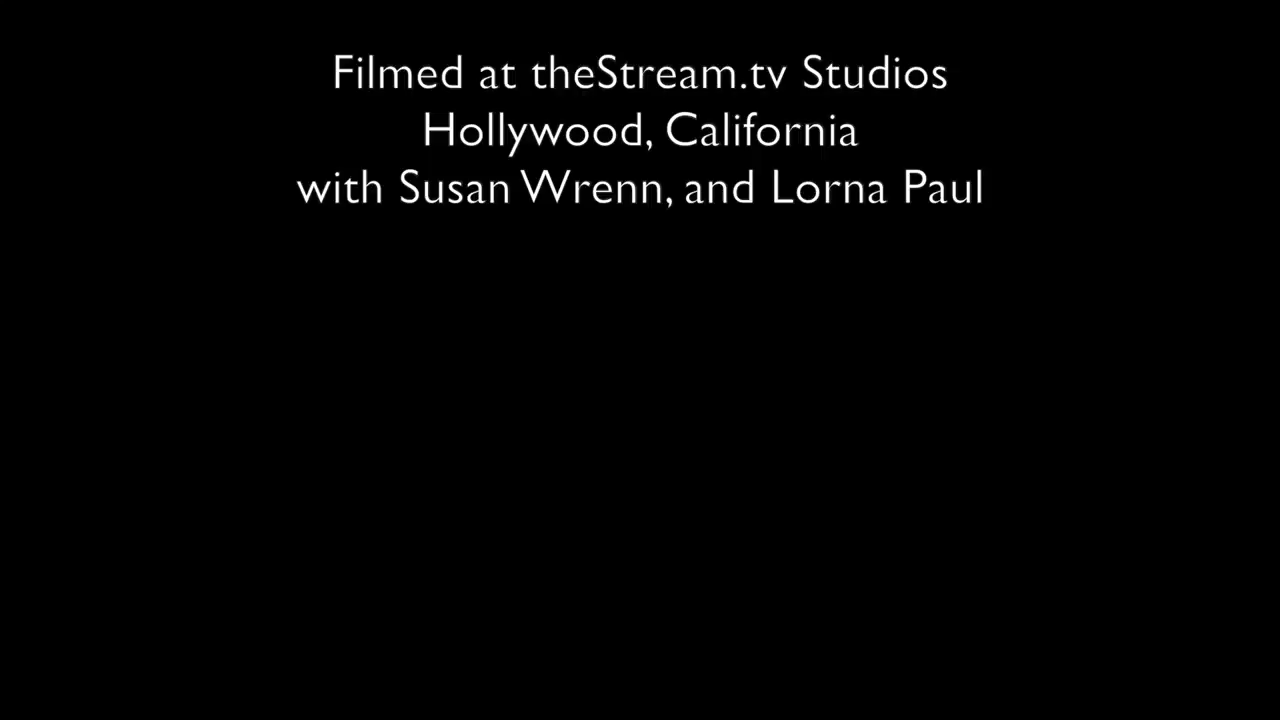 Filmed at theStream.tv Studios
Hollywood, California
with Susan Wrenn, and Lorna Paul